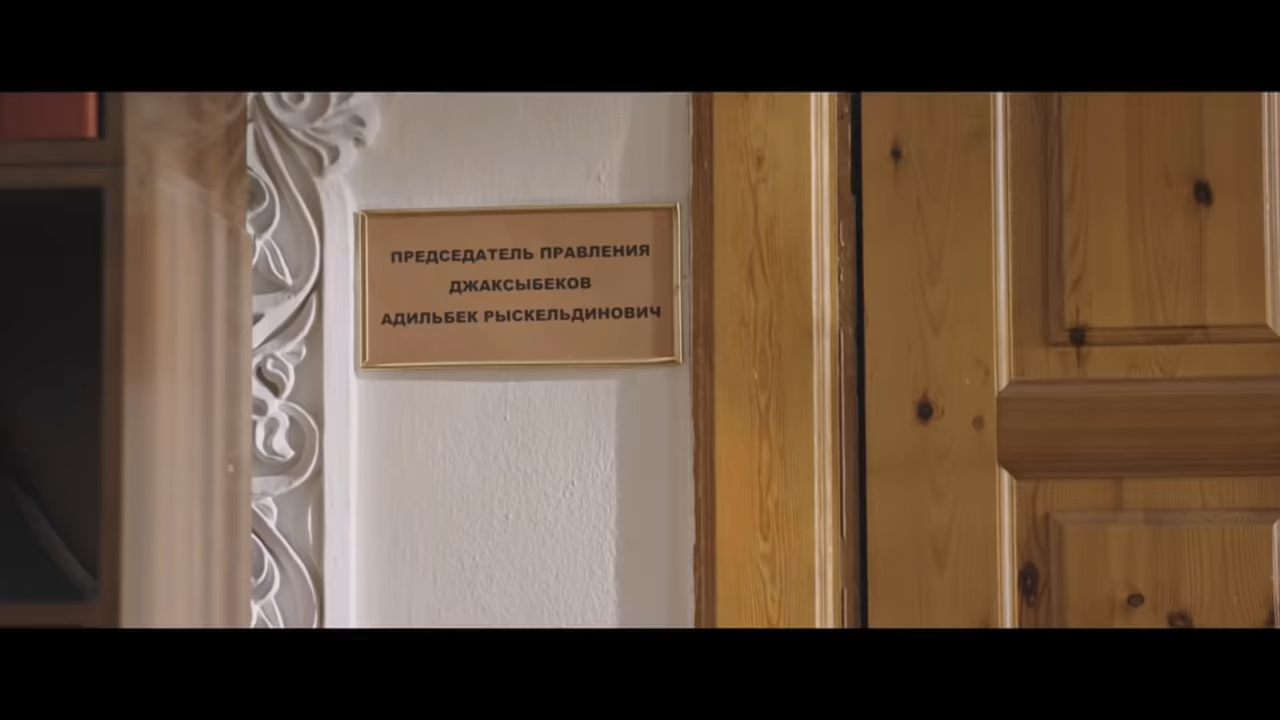 ПРЕДСЕДАТЕЛЬ ПРАВЛЕНИЯ
ДЖАКСЫБЕКОВ
АДИЛЬБЕК РЫСКЕЛЬДИНОВИЧ